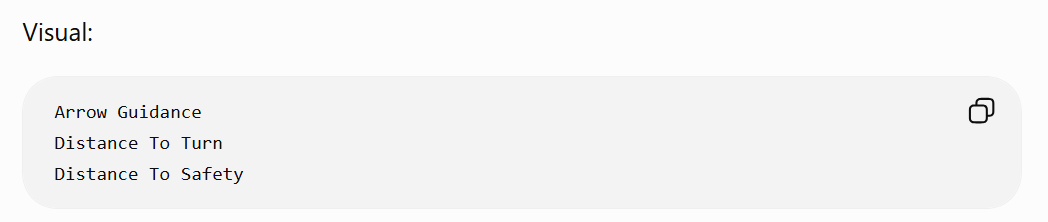 Visual:
Arrow Guidance
Distance To Turn
Distance To Safety